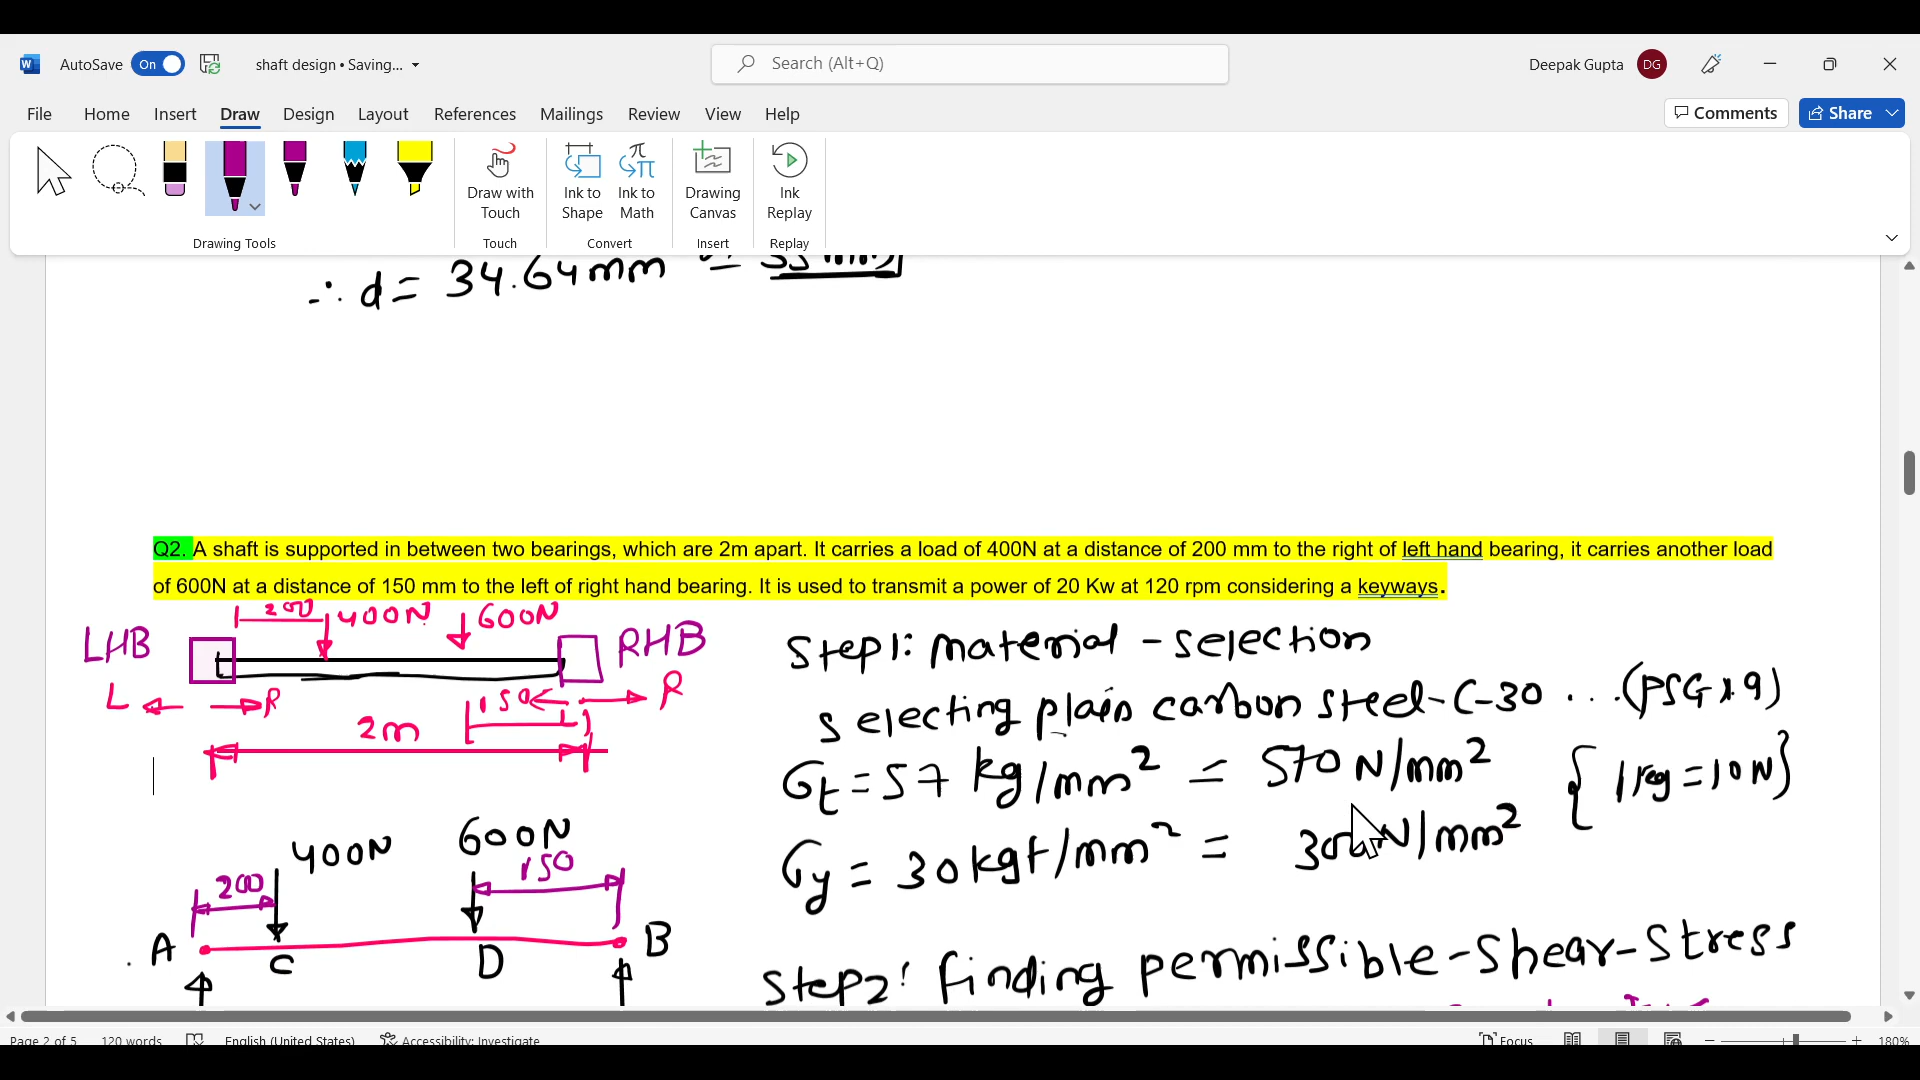 AutoSave On shaft design • Saving... Search (Alt+Q) Deepak Gupta DG
File Home Insert Draw Design Layout References Mailings Review View Help Comments Share
Draw with Touch
Ink to Shape
Ink to Math
Drawing Canvas
Ink Replay
Drawing Tools Touch Convert Insert Replay
∴ d = 34.64mm
Q2. A shaft is supported in between two bearings, which are 2m apart. It carries a load of 400N at a distance of 200 mm to the right of left hand bearing, it carries another load
of 600N at a distance of 150 mm to the left of right hand bearing. It is used to transmit a power of 20 Kw at 120 rpm considering a keyways.
200 400N 600N
LHB RHB
L R 150 L R
2m
400N 600N
200 150
A C D B
Step1: material - selection
selecting plain carbon steel - C-30 ... (PSG 1.9)
σt = 57 kg/mm² = 570 N/mm² { 1kg = 10N }
σy = 30 kgf/mm² = 300 N/mm²
Step2: finding permissible - shear - stress
Page 2 of 5 120 words English (United States) Accessibility: Investigate Focus 180%